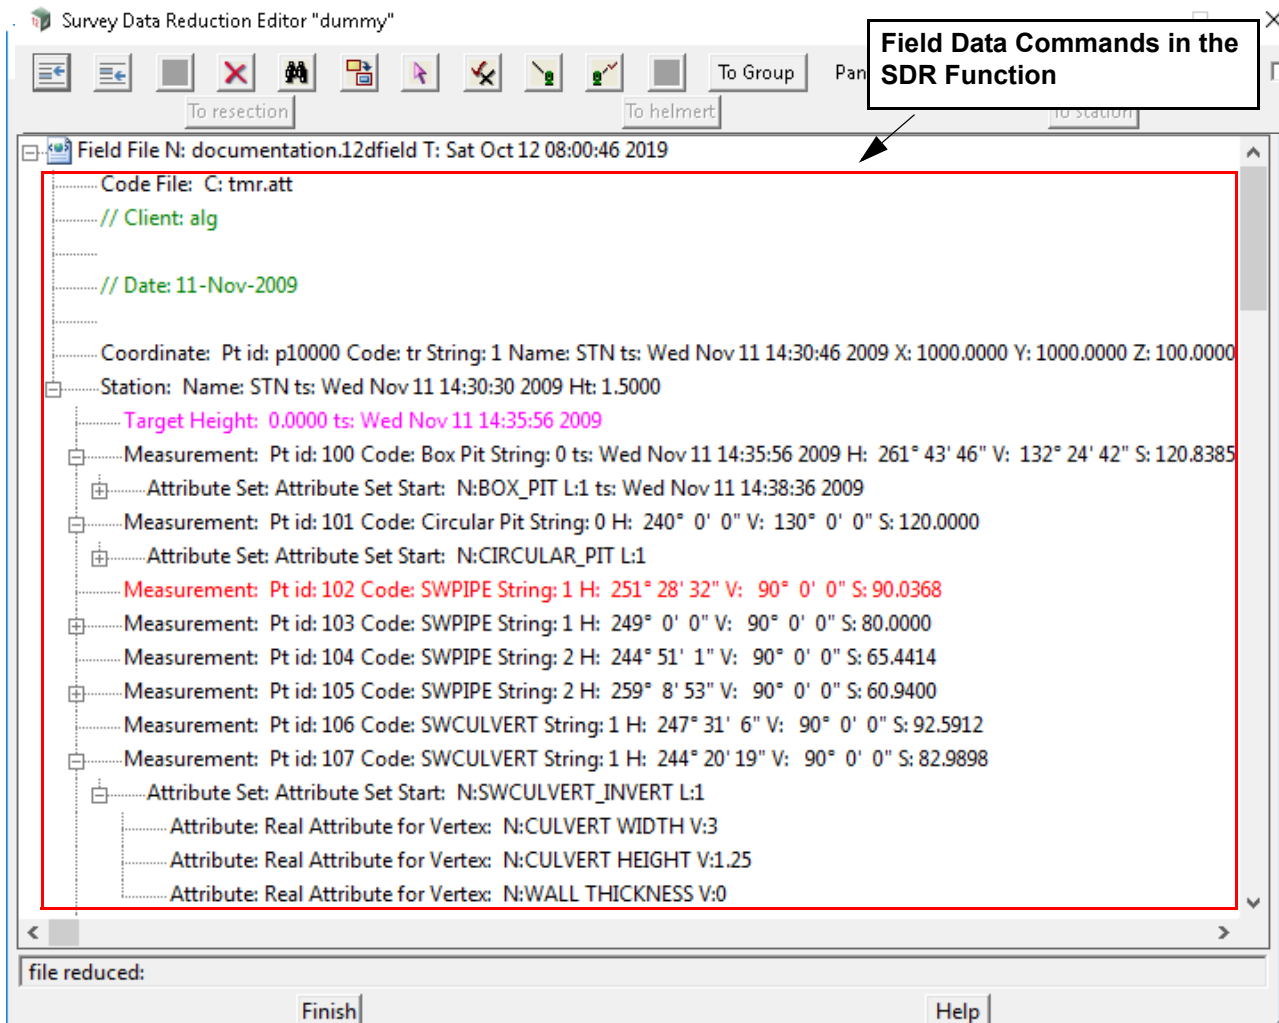 Survey Data Reduction Editor "dummy"
Field Data Commands in the
SDR Function
To Group
Pan
To resection
To helmert
To station
Field File N: documentation.12dfield T: Sat Oct 12 08:00:46 2019
Code File:  C: tmr.att
// Client: alg
// Date: 11-Nov-2009
Coordinate:  Pt id: p10000 Code: tr String: 1 Name: STN ts: Wed Nov 11 14:30:46 2009 X: 1000.0000 Y: 1000.0000 Z: 100.0000
Station:  Name: STN ts: Wed Nov 11 14:30:30 2009 Ht: 1.5000
Target Height:  0.0000 ts: Wed Nov 11 14:35:56 2009
Measurement:  Pt id: 100 Code: Box Pit String: 0 ts: Wed Nov 11 14:35:56 2009 H:  261° 43' 46" V:  132° 24' 42" S: 120.8385
Attribute Set: Attribute Set Start:  N:BOX_PIT L:1 ts: Wed Nov 11 14:38:36 2009
Measurement:  Pt id: 101 Code: Circular Pit String: 0 H:  240°  0'  0" V:  130°  0'  0" S: 120.0000
Attribute Set: Attribute Set Start:  N:CIRCULAR_PIT L:1
Measurement:  Pt id: 102 Code: SWPIPE String: 1 H:  251° 28' 32" V:   90°  0'  0" S: 90.0368
Measurement:  Pt id: 103 Code: SWPIPE String: 1 H:  249°  0'  0" V:   90°  0'  0" S: 80.0000
Measurement:  Pt id: 104 Code: SWPIPE String: 2 H:  244° 51'  1" V:   90°  0'  0" S: 65.4414
Measurement:  Pt id: 105 Code: SWPIPE String: 2 H:  259°  8' 53" V:   90°  0'  0" S: 60.9400
Measurement:  Pt id: 106 Code: SWCULVERT String: 1 H:  247° 31'  6" V:   90°  0'  0" S: 92.5912
Measurement:  Pt id: 107 Code: SWCULVERT String: 1 H:  244° 20' 19" V:   90°  0'  0" S: 82.9898
Attribute Set: Attribute Set Start:  N:SWCULVERT_INVERT L:1
Attribute: Real Attribute for Vertex:  N:CULVERT WIDTH V:3
Attribute: Real Attribute for Vertex:  N:CULVERT HEIGHT V:1.25
Attribute: Real Attribute for Vertex:  N:WALL THICKNESS V:0
file reduced:
Finish
Help